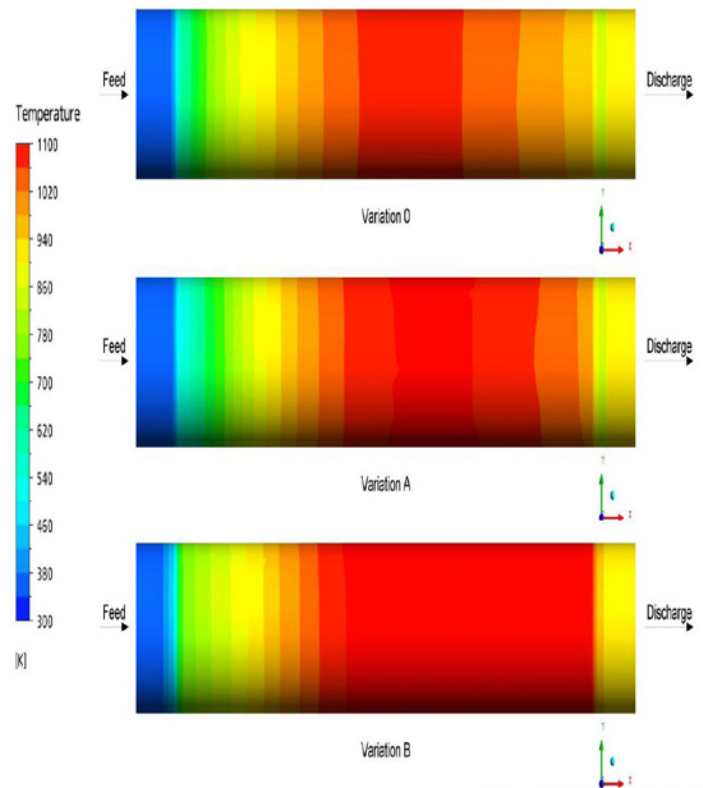 Feed
Discharge
Temperature
1100
1020
940
860
780
700
620
540
460
380
300
[K]
Variation 0
Y
X
Feed
Discharge
Variation A
Y
X
Feed
Discharge
Variation B
Y
X